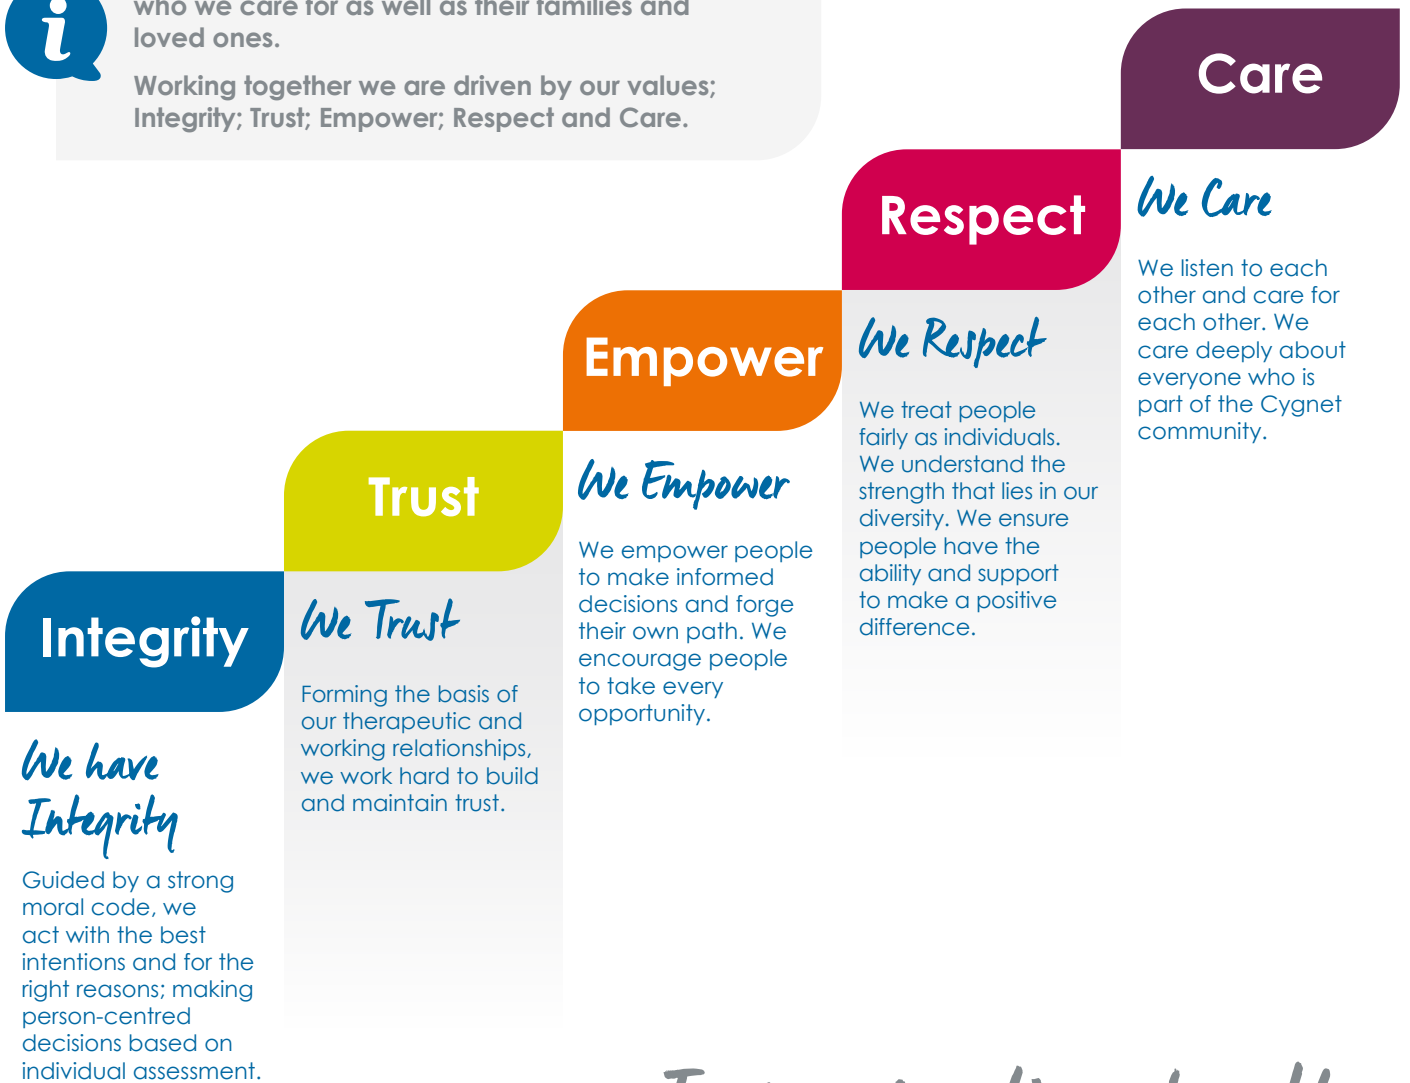 who we care for as well as their families and
loved ones.
Working together we are driven by our values;
Integrity; Trust; Empower; Respect and Care.
Integrity
We have
Integrity
Guided by a strong
moral code, we
act with the best
intentions and for the
right reasons; making
person-centred
decisions based on
individual assessment.
Trust
We Trust
Forming the basis of
our therapeutic and
working relationships,
we work hard to build
and maintain trust.
Empower
We Empower
We empower people
to make informed
decisions and forge
their own path. We
encourage people
to take every
opportunity.
Respect
We Respect
We treat people
fairly as individuals.
We understand the
strength that lies in our
diversity. We ensure
people have the
ability and support
to make a positive
difference.
Care
We Care
We listen to each
other and care for
each other. We
care deeply about
everyone who is
part of the Cygnet
community.